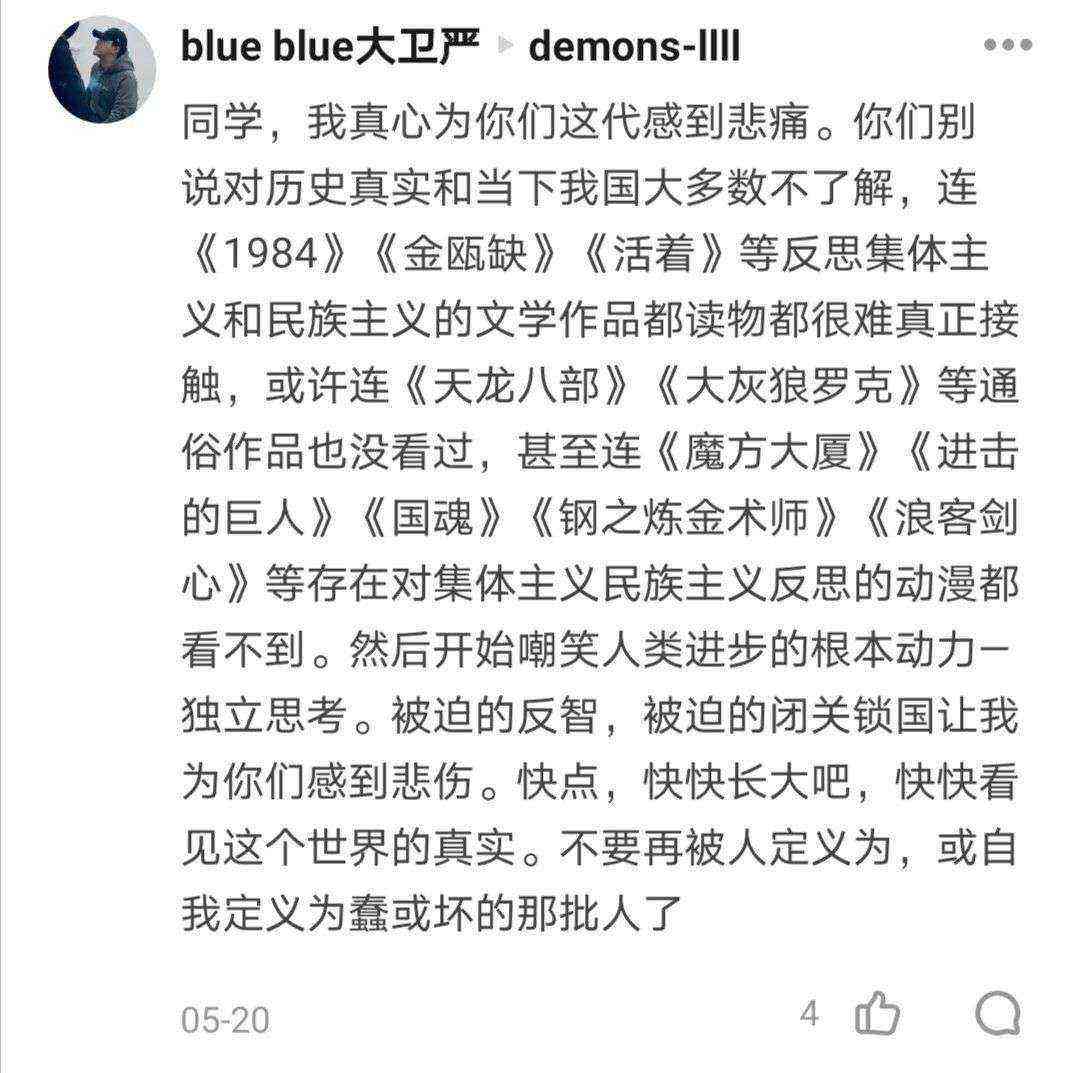 blue blue大卫严 ▸ demons-llll
同学，我真心为你们这代感到悲痛。你们别
说对历史真实和当下我国大多数不了解，连
《1984》《金瓯缺》《活着》等反思集体主
义和民族主义的文学作品都读物都很难真正接
触，或许连《天龙八部》《大灰狼罗克》等通
俗作品也没看过，甚至连《魔方大厦》《进击
的巨人》《国魂》《钢之炼金术师》《浪客剑
心》等存在对集体主义民族主义反思的动漫都
看不到。然后开始嘲笑人类进步的根本动力—
独立思考。被迫的反智，被迫的闭关锁国让我
为你们感到悲伤。快点，快快长大吧，快快看
见这个世界的真实。不要再被人定义为，或自
我定义为蠢或坏的那批人了
05-20
4